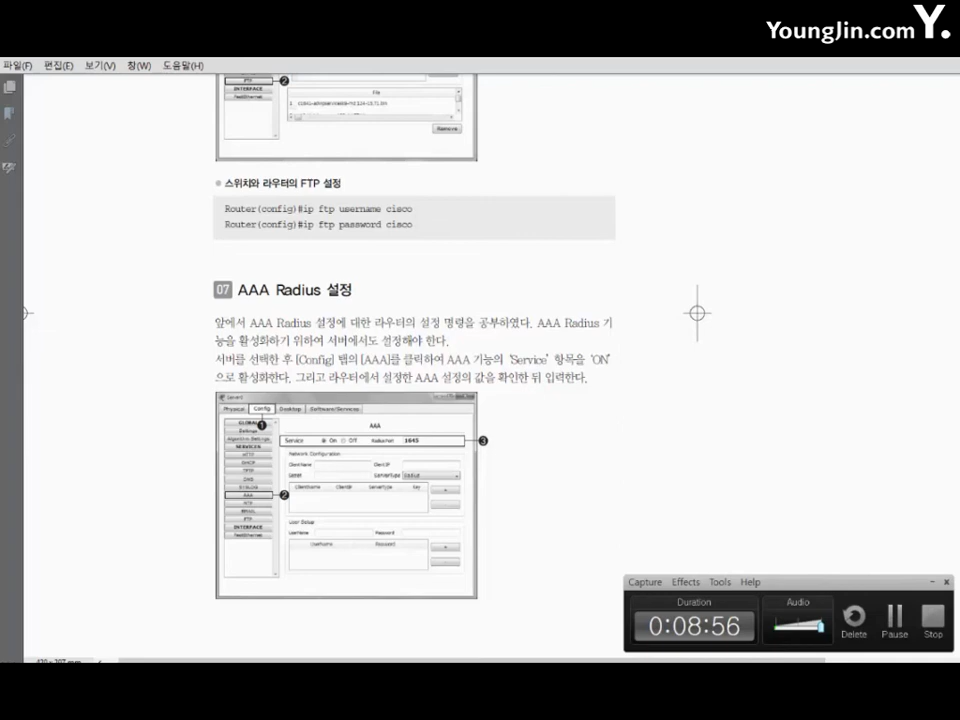 YoungJin.com Y.
파일(F) 편집(E) 보기(V) 창(W) 도움말(H)
FTP
2
INTERFACE
FastEthernet
File
Remove
스위치와 라우터의 FTP 설정
Router(config)#ip ftp username cisco
Router(config)#ip ftp password cisco
07 AAA Radius 설정
앞에서 AAA Radius 설정에 대한 라우터의 설정 명령을 공부하였다. AAA Radius 기
능을 활성화하기 위하여 서버에서도 설정해야 한다.
서버를 선택한 후 [Config] 탭의 [AAA]를 클릭하여 AAA 기능의 'Service' 항목을 'ON'
으로 활성화한다. 그리고 라우터에서 설정한 AAA 설정의 값을 확인한 뒤 입력한다.
Physical Config Desktop Software/Services
GLOBAL
1
AAA
Settings
Algorithm Settings
Service On Off RadiusPort 1645
3
SERVICES
HTTP
Network Configuration
DHCP
ClientName ClientIP
TFTP
Secret ServerType Radius
DNS
SYSLOG
ClientName ClientIP ServerType Key
AAA
2
NTP
EMAIL
FTP
User Setup
INTERFACE
UserName Password
FastEthernet
UserName Password
Capture Effects Tools Help
Duration
Audio
0:08:56
Delete Pause Stop